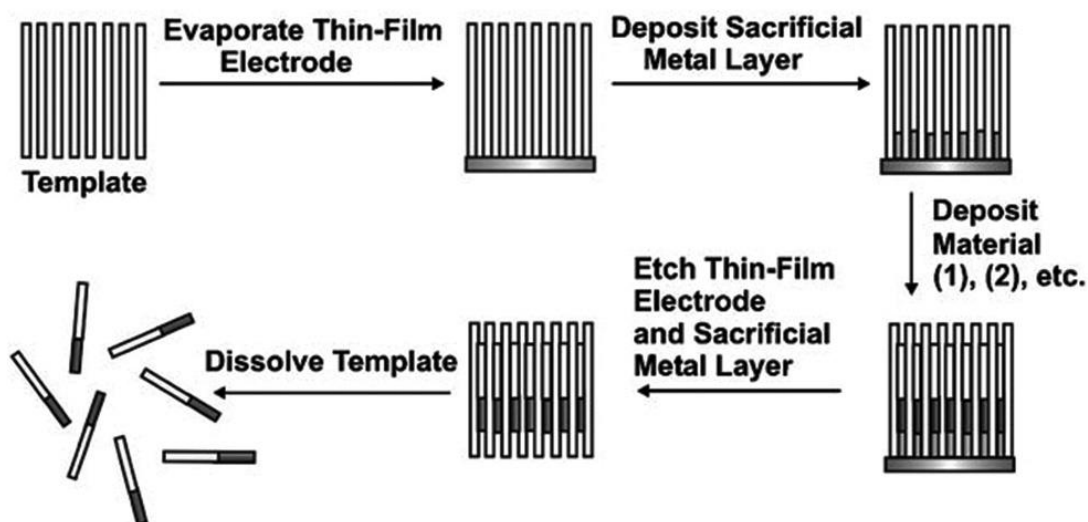 Evaporate Thin-Film
Electrode
Deposit Sacrificial
Metal Layer
Template
Deposit
Material
(1), (2), etc.
Etch Thin-Film
Electrode
and Sacrificial
Metal Layer
Dissolve Template